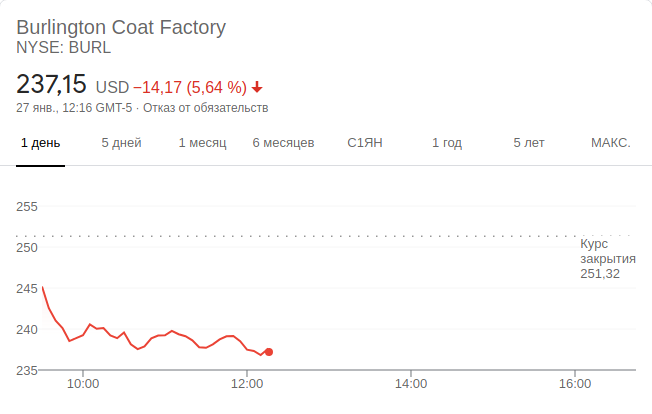 Burlington Coat Factory
NYSE: BURL
237,15 USD −14,17 (5,64 %)
27 янв., 12:16 GMT-5 · Отказ от обязательств
1 день 5 дней 1 месяц 6 месяцев С1ЯН 1 год 5 лет МАКС.
255
250
245
240
235
Курс
закрытия
251,32
10:00 12:00 14:00 16:00